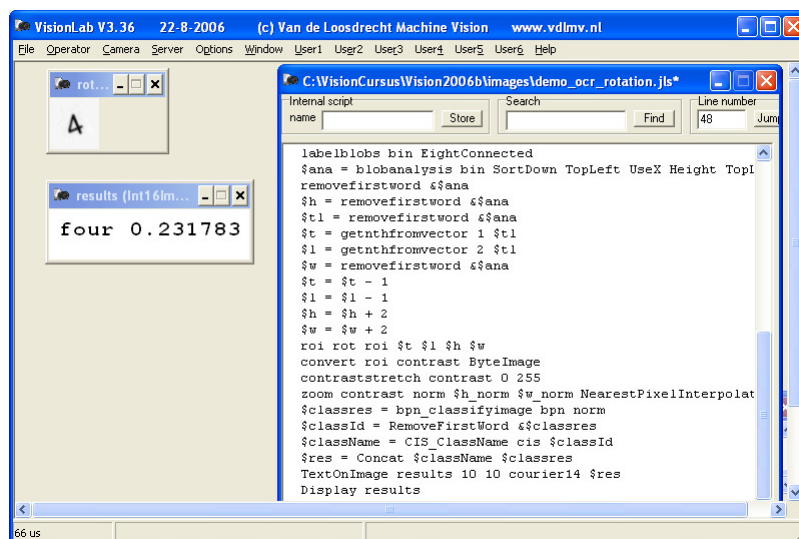 VisionLab V3.36 22-8-2006 (c) Van de Loosdrecht Machine Vision www.vdlmv.nl
File Operator Camera Server Options Window User1 User2 User3 User4 User5 User6 Help
rot...
4
results (Int16Im...
four 0.231783
C:\VisionCursus\Vision2006b\images\demo_ocr_rotation.jls*
Internal script
name
Store
Search
Find
Line number
48
Jum
labelblobs bin EightConnected
$ana = blobanalysis bin SortDown TopLeft UseX Height TopL
removefirstword &$ana
$h = removefirstword &$ana
$tl = removefirstword &$ana
$t = getnthfromvector 1 $tl
$l = getnthfromvector 2 $tl
$w = removefirstword &$ana
$t = $t - 1
$l = $l - 1
$h = $h + 2
$w = $w + 2
roi rot roi $t $l $h $w
convert roi contrast ByteImage
contraststretch contrast 0 255
zoom contrast norm $h_norm $w_norm NearestPixelInterpolat
$classres = bpn_classifyimage bpn norm
$classId = RemoveFirstWord &$classres
$className = CIS_ClassName cis $classId
$res = Concat $className $classres
TextOnImage results 10 10 courier14 $res
Display results
66 us